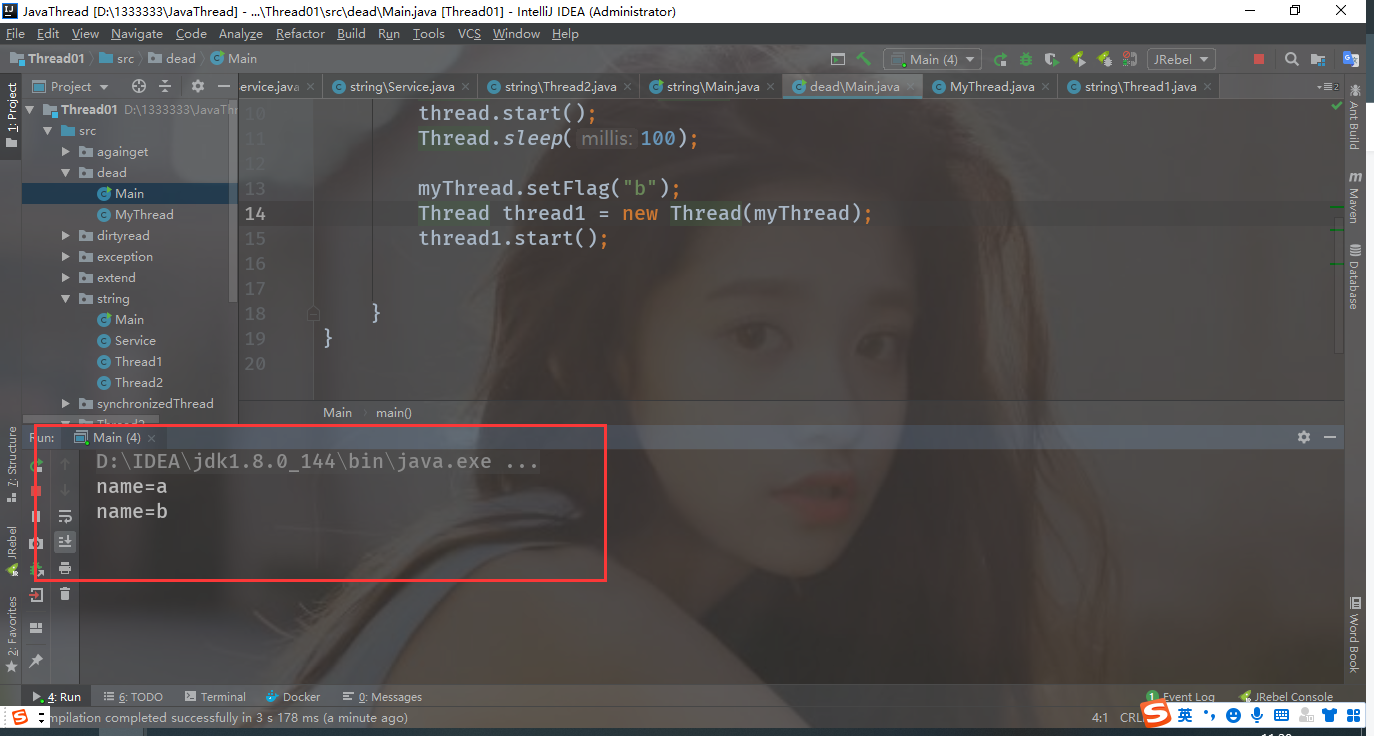 JavaThread [D:\1333333\JavaThread] - ...\Thread01\src\dead\Main.java [Thread01] - IntelliJ IDEA (Administrator)
File Edit View Navigate Code Analyze Refactor Build Run Tools VCS Window Help
Thread01 src dead Main Main (4) JRebel
Project ervice.java string\Service.java string\Thread2.java string\Main.java dead\Main.java MyThread.java string\Thread1.java 2
1: Project
Thread01 D:\1333333\JavaThr
src
againget
dead
Main
MyThread
dirtyread
exception
extend
string
Main
Service
Thread1
Thread2
synchronizedThread
10 thread.start();
11 Thread.sleep( millis: 100);
12
13 myThread.setFlag("b");
14 Thread thread1 = new Thread(myThread);
15 thread1.start();
16
17
18 }
19 }
20
Main main()
Ant Build
Maven
Database
Word Book
Run: Main (4)
D:\IDEA\jdk1.8.0_144\bin\java.exe ...
name=a
name=b
7: Structure
JRebel
2: Favorites
4: Run 6: TODO Terminal Docker 0: Messages 1 Event Log JRebel Console
mpilation completed successfully in 3 s 178 ms (a minute ago) 4:1 CRL 英